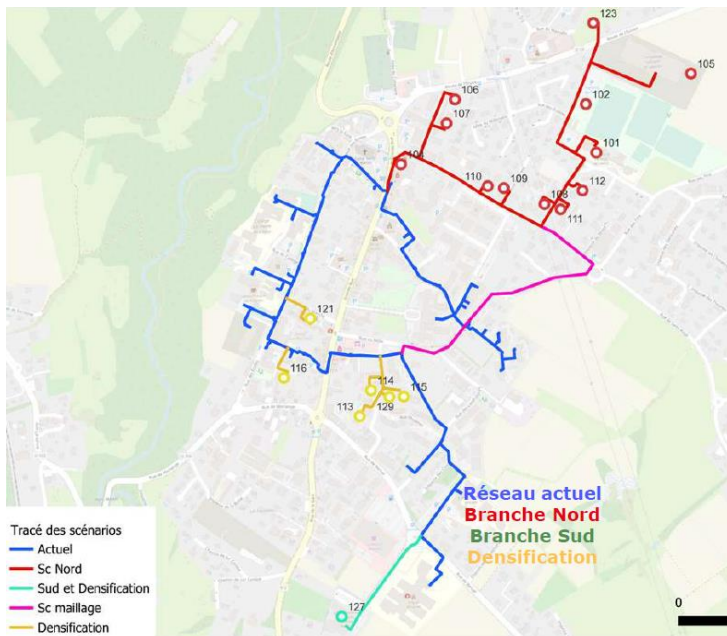 123
105
106
102
107
104
101
110
109
112
108
111
121
116
114
115
113
129
Réseau actuel
Branche Nord
Branche Sud
Densification
Tracé des scénarios
Actuel
Sc Nord
Sud et Densification
Sc maillage
Densification
127
0